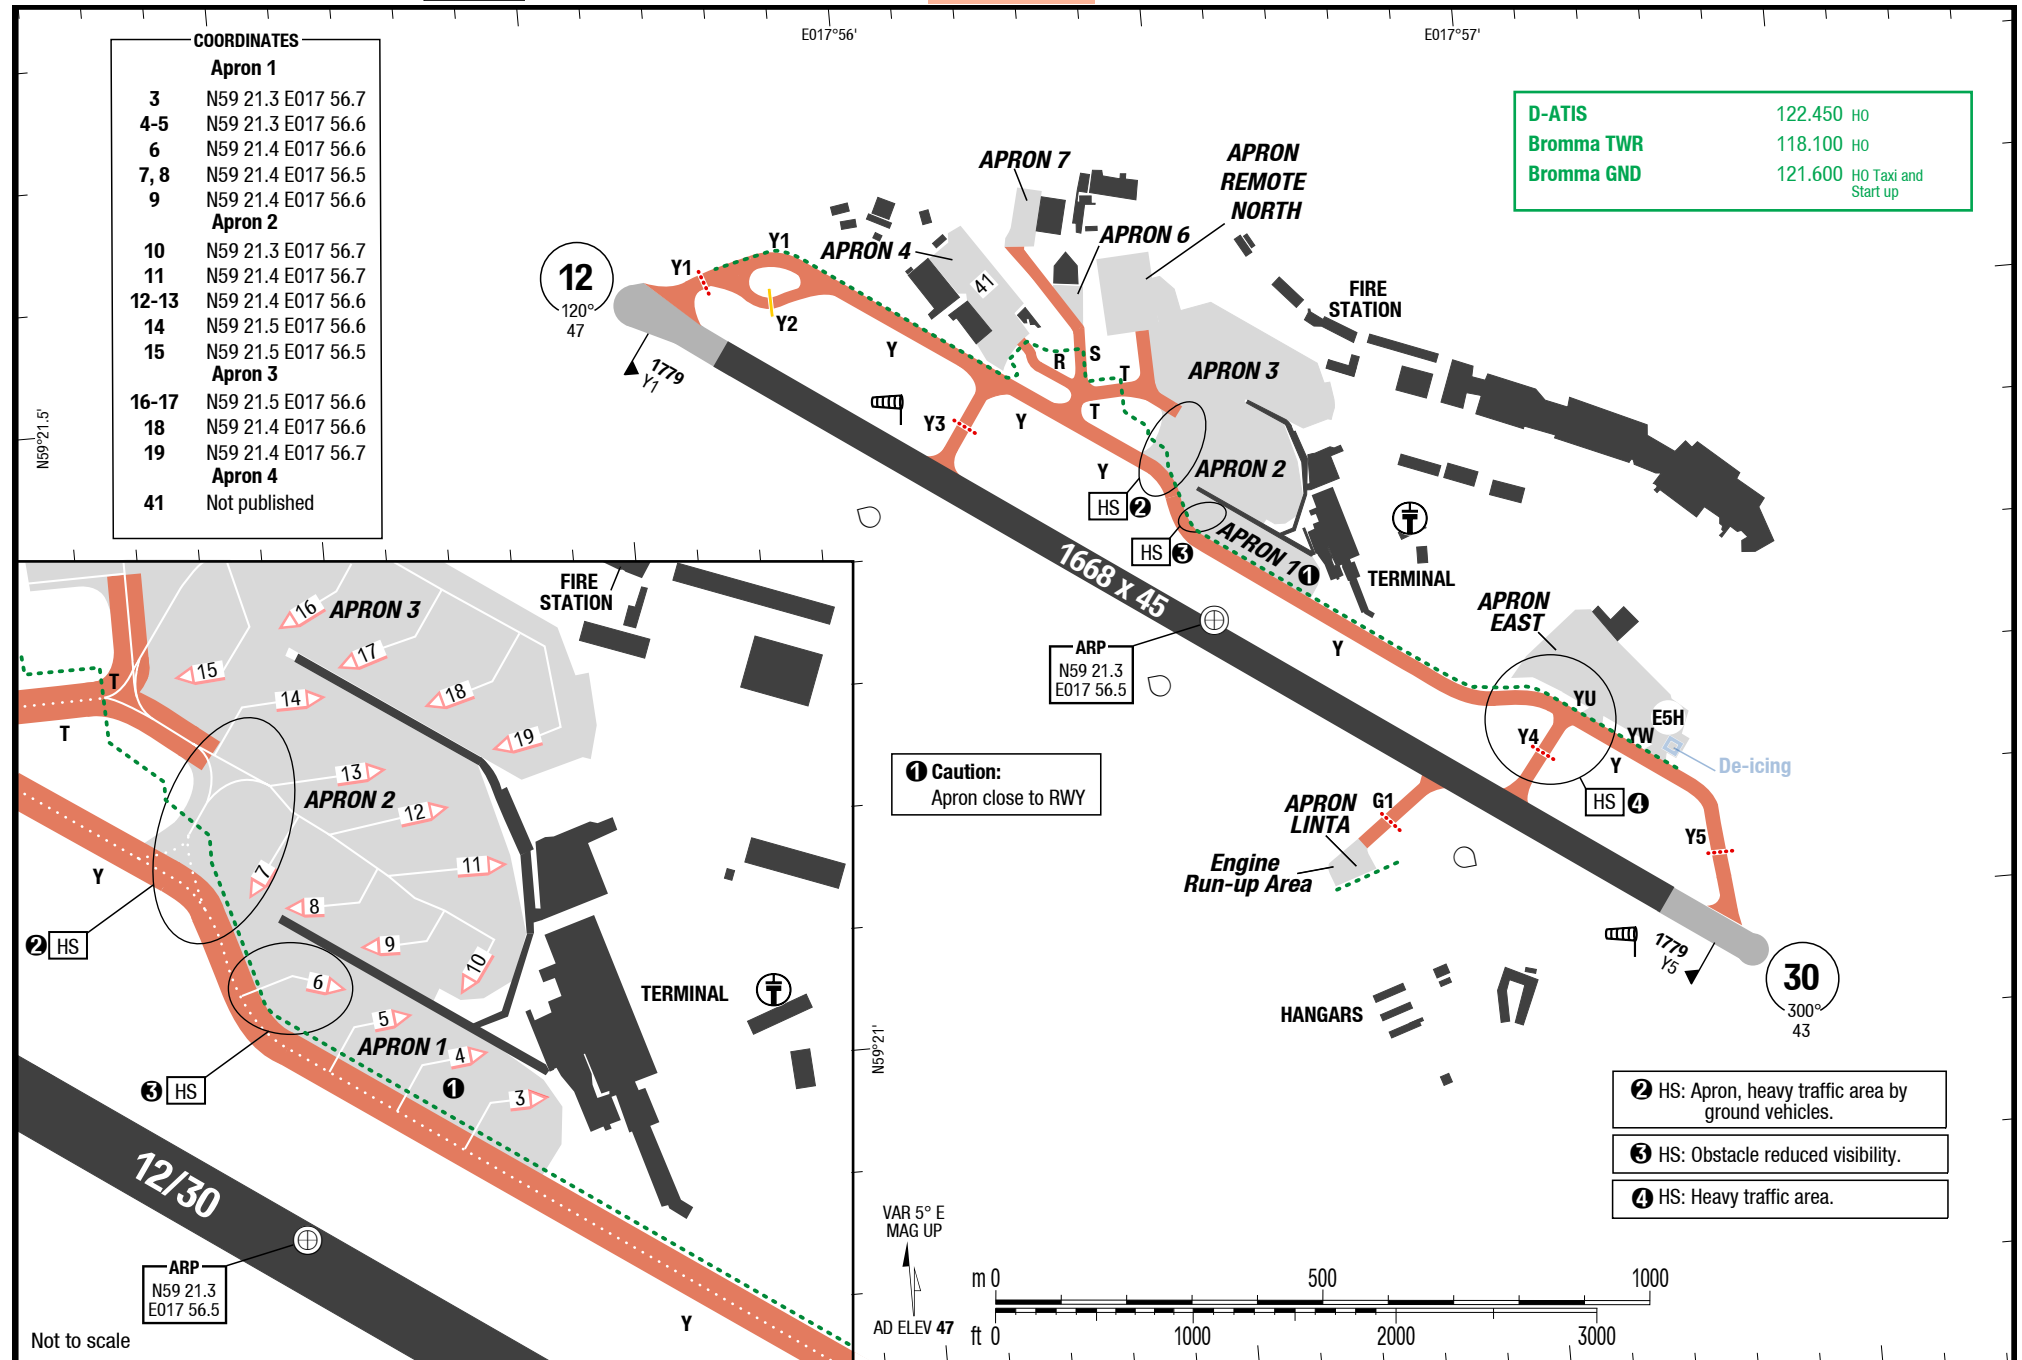 E017°56'
E017°57'
COORDINATES
Apron 1
3 N59 21.3 E017 56.7
4-5 N59 21.3 E017 56.6
6 N59 21.4 E017 56.6
7, 8 N59 21.4 E017 56.5
9 N59 21.4 E017 56.6
Apron 2
10 N59 21.3 E017 56.7
11 N59 21.4 E017 56.7
12-13 N59 21.4 E017 56.6
14 N59 21.5 E017 56.6
15 N59 21.5 E017 56.5
Apron 3
16-17 N59 21.5 E017 56.6
18 N59 21.4 E017 56.6
19 N59 21.4 E017 56.7
Apron 4
41 Not published
D-ATIS 122.450 HO
Bromma TWR 118.100 HO
Bromma GND 121.600 HO Taxi and
Start up
N59°21.5'
N59°21'
12
120°
47
1779
Y1
Y1
Y1
Y2
Y
Y3
Y
APRON 4
41
APRON 7
APRON 6
APRON
REMOTE
NORTH
R
S
T
T
Y
APRON 3
APRON 2
FIRE
STATION
HS 2
HS 3
APRON 1 1
TERMINAL
1668 x 45
ARP
N59 21.3
E017 56.5
Y
APRON
EAST
YU
E5H
YW
Y4
Y
De-icing
HS 4
Y5
1 Caution:
Apron close to RWY
APRON
LINTA
G1
Engine
Run-up Area
1779
Y5
30
300°
43
HANGARS
2 HS: Apron, heavy traffic area by
ground vehicles.
3 HS: Obstacle reduced visibility.
4 HS: Heavy traffic area.
FIRE
STATION
APRON 3
16
17
15
14
18
19
T
T
13
APRON 2
12
11
7
8
9
10
Y
2 HS
6
5
APRON 1
4
1
3
3 HS
TERMINAL
12/30
ARP
N59 21.3
E017 56.5
Y
Not to scale
VAR 5° E
MAG UP
AD ELEV 47
m 0 500 1000
ft 0 1000 2000 3000